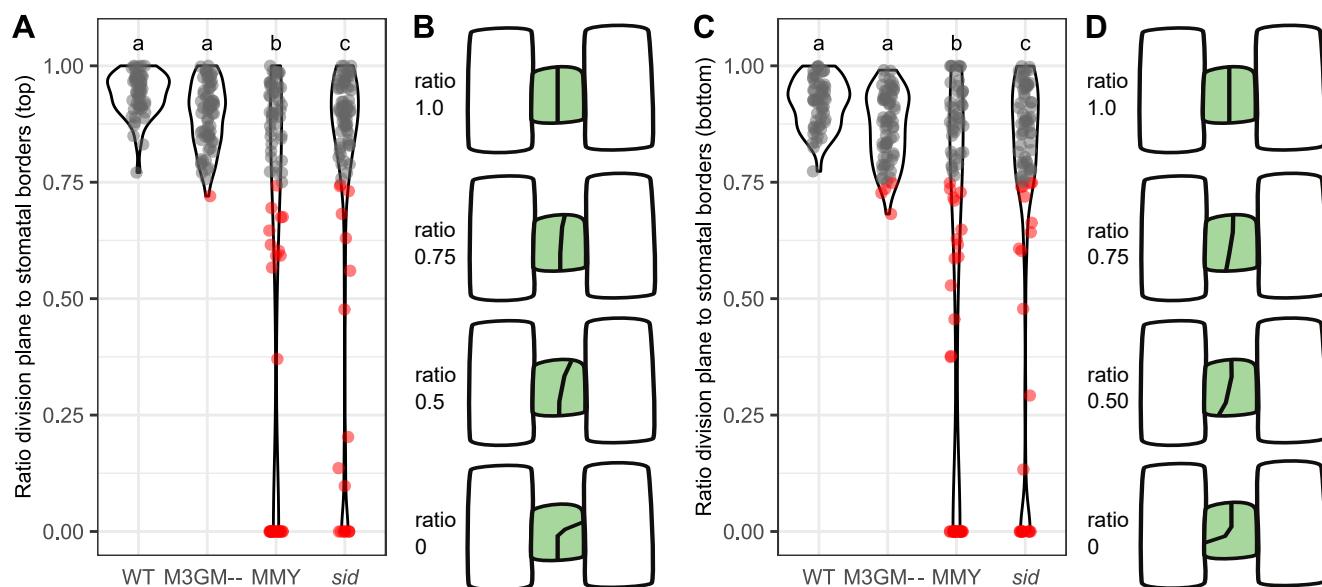 A
Ratio division plane to stomatal borders (top)
1.00
0.75
0.50
0.25
0.00
a a b c
WT M3GM-- MMY sid
B
ratio
1.0
ratio
0.75
ratio
0.5
ratio
0
C
Ratio division plane to stomatal borders (bottom)
1.00
0.75
0.50
0.25
0.00
a a b c
WT M3GM-- MMY sid
D
ratio
1.0
ratio
0.75
ratio
0.50
ratio
0